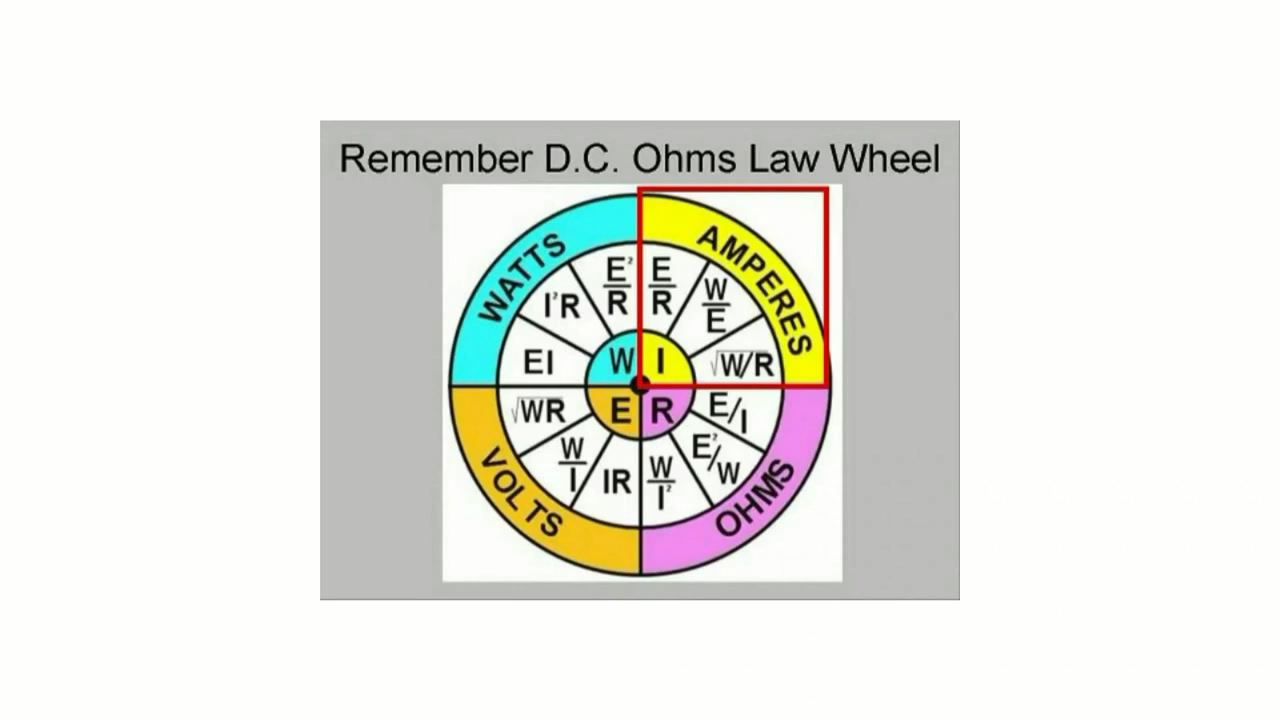 Remember D.C. Ohms Law Wheel
WATTS
AMPERES
E²/R
E/R
I²R
W/E
EI
√W/R
W
I
E
R
√WR
E/I
W/I
E²/W
IR
W/I²
VOLTS
OHMS